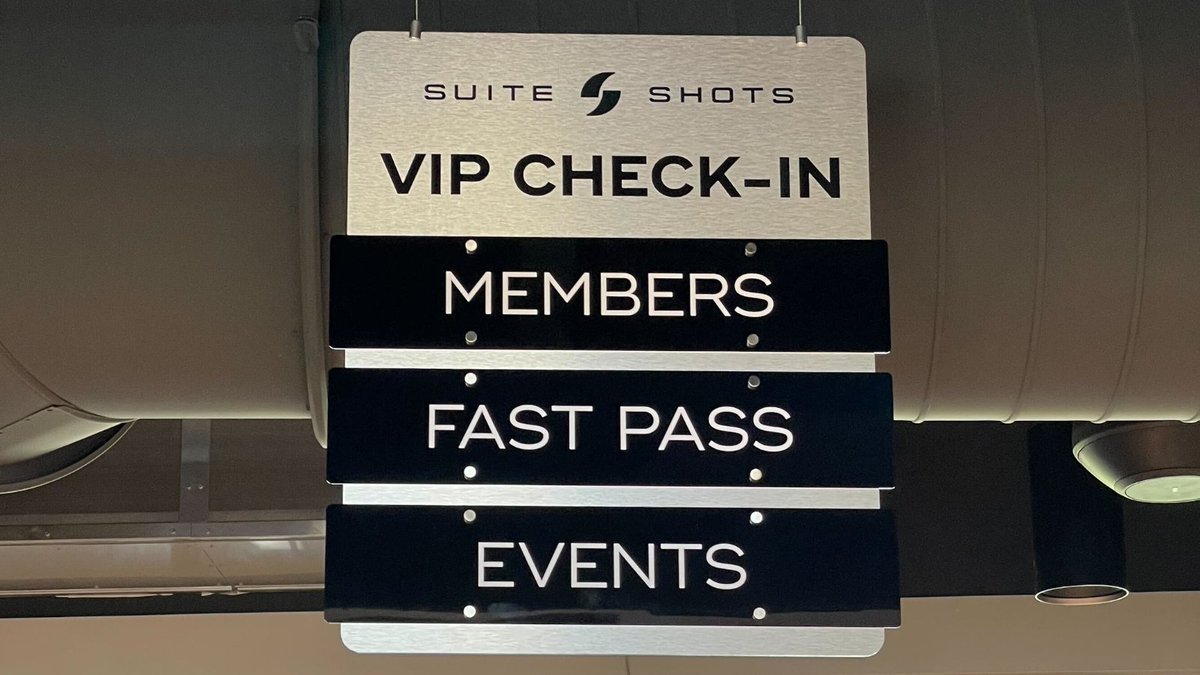 SUITE SHOTS
VIP CHECK-IN
MEMBERS
FAST PASS
EVENTS